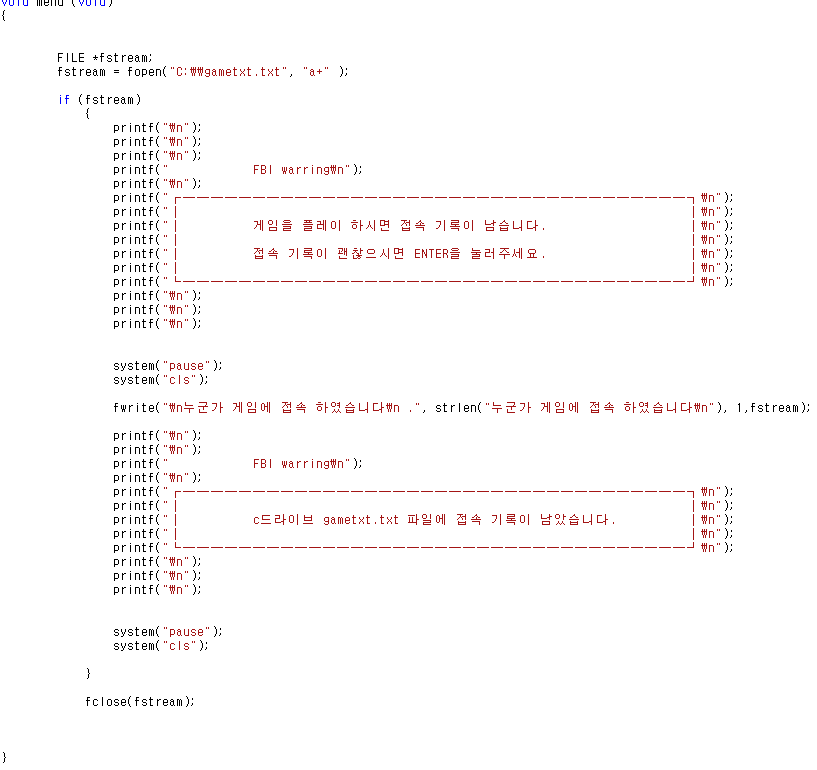 void menu (void)
{
FILE *fstream;
fstream = fopen("C:₩₩gametxt.txt", "a+" );
if (fstream)
{
printf("₩n");
printf("₩n");
printf("₩n");
printf("            FBI warring₩n");
printf("₩n");
printf(" ┌─────────────────────────────────────┐ ₩n");
printf(" │                                     │ ₩n");
printf(" │          게임을 플레이 하시면 접속 기록이 남습니다.          │ ₩n");
printf(" │                                     │ ₩n");
printf(" │          접속 기록이 괜찮으시면 ENTER을 눌러주세요.          │ ₩n");
printf(" │                                     │ ₩n");
printf(" └─────────────────────────────────────┘ ₩n");
printf("₩n");
printf("₩n");
printf("₩n");
system("pause");
system("cls");
fwrite("₩n누군가 게임에 접속 하였습니다₩n .", strlen("누군가 게임에 접속 하였습니다₩n"), 1,fstream);
printf("₩n");
printf("₩n");
printf("            FBI warring₩n");
printf("₩n");
printf(" ┌─────────────────────────────────────┐ ₩n");
printf(" │                                     │ ₩n");
printf(" │          c드라이브 gametxt.txt 파일에 접속 기록이 남았습니다.     │ ₩n");
printf(" │                                     │ ₩n");
printf(" └─────────────────────────────────────┘ ₩n");
printf("₩n");
printf("₩n");
printf("₩n");
system("pause");
system("cls");
}
fclose(fstream);
}